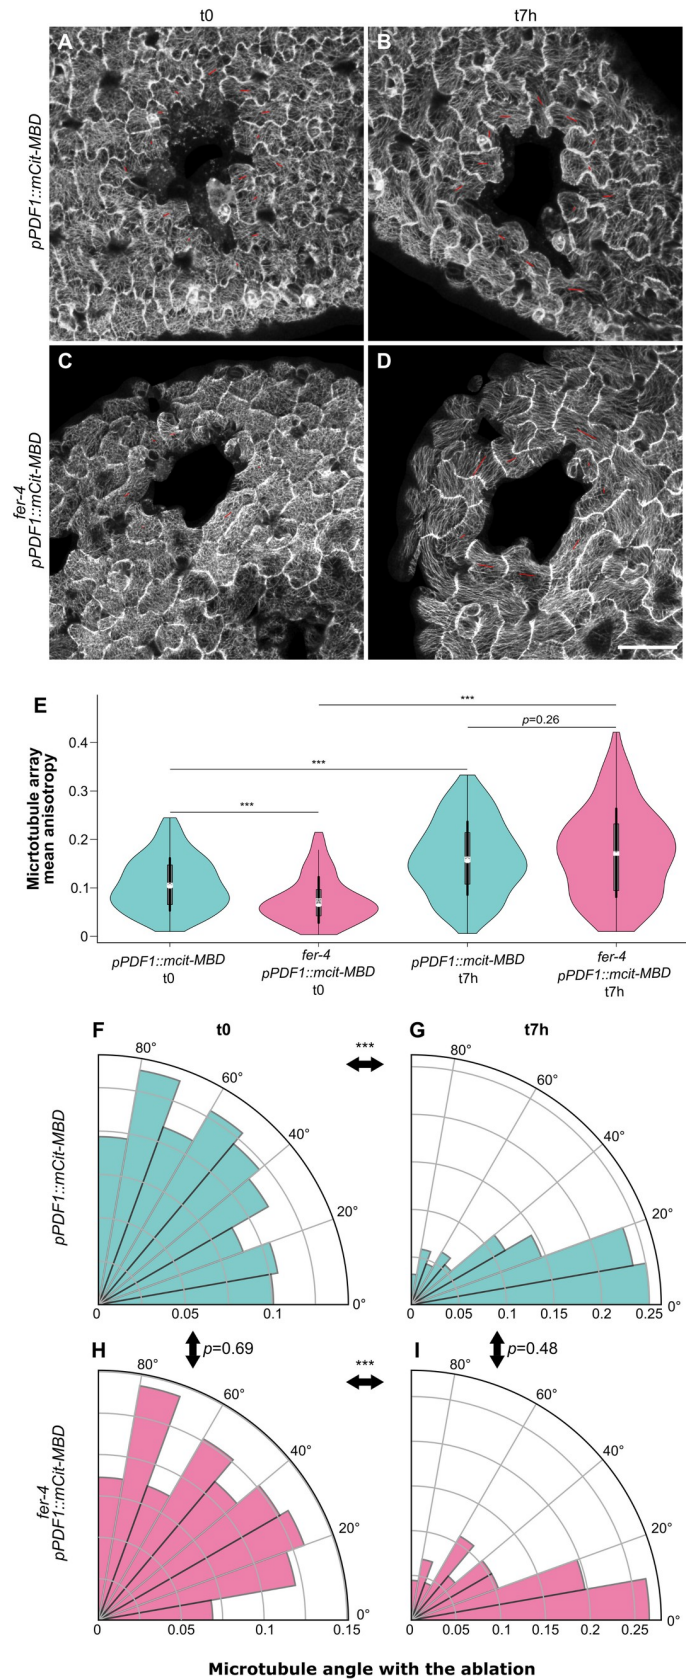 t0
t7h
A
B
pPDF1::mCit-MBD
C
D
fer-4
pPDF1::mCit-MBD
E
***
p=0.26
***
***
Micrtotubule array
mean anisotropy
0.4
0.3
0.2
0.1
0
pPDF1::mcit-MBD
t0
fer-4
pPDF1::mcit-MBD
t0
pPDF1::mcit-MBD
t7h
fer-4
pPDF1::mcit-MBD
t7h
F
t0
***
G
t7h
pPDF1::mCit-MBD
80°
60°
40°
20°
0°
0
0.05
0.1
80°
60°
40°
20°
0°
0
0.05
0.1
0.15
0.2
0.25
p=0.69
p=0.48
H
***
I
fer-4
pPDF1::mCit-MBD
80°
60°
40°
20°
0°
0
0.05
0.1
0.15
80°
60°
40°
20°
0°
0
0.05
0.1
0.15
0.2
0.25
Microtubule angle with the ablation